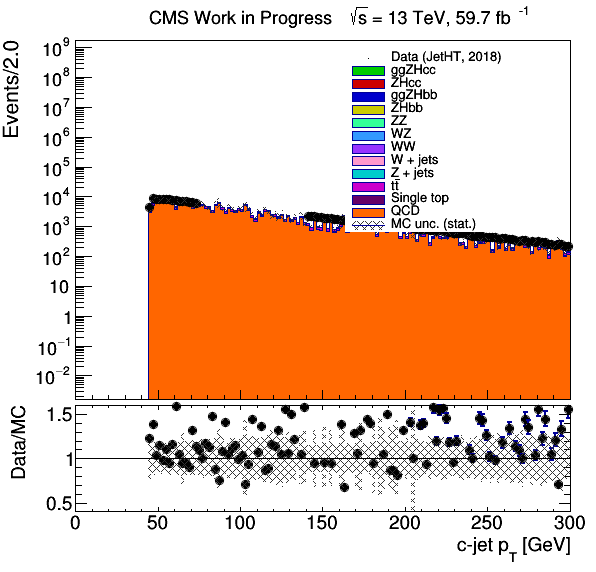 CMS Work in Progress √s = 13 TeV, 59.7 fb⁻¹
Events/2.0
10⁹
10⁸
10⁷
10⁶
10⁵
10⁴
10³
10²
10
1
10⁻¹
10⁻²
Data (JetHT, 2018)
ggZHcc
ZHcc
ggZHbb
ZHbb
ZZ
WZ
WW
W + jets
Z + jets
tt̄
Single top
QCD
MC unc. (stat.)
Data/MC
1.5
1
0.5
0 50 100 150 200 250 300
c-jet p_T [GeV]